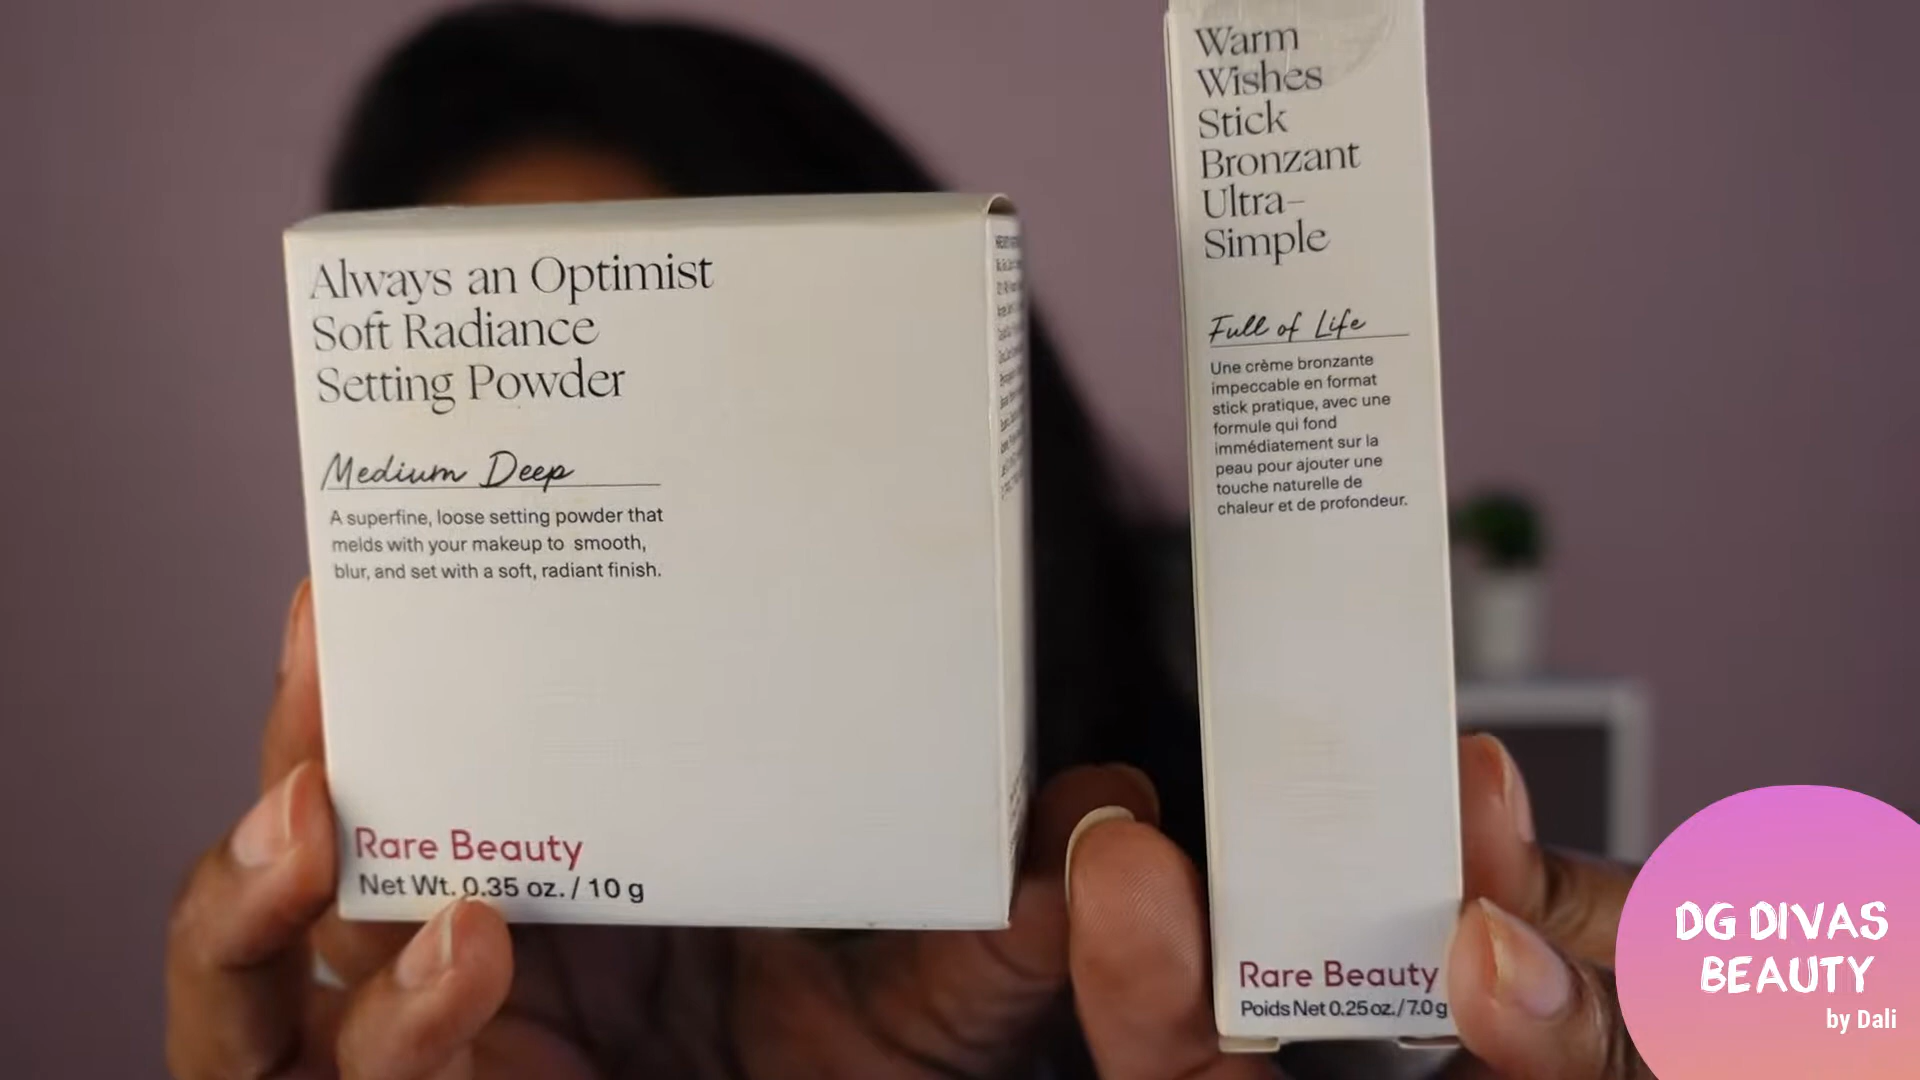 Always an Optimist
Soft Radiance
Setting Powder
Medium Deep
A superfine, loose setting powder that
melds with your makeup to smooth,
blur, and set with a soft, radiant finish.
Rare Beauty
Net Wt. 0.35 oz. / 10 g
Warm
Wishes
Stick
Bronzant
Ultra-
Simple
Full of Life
Une crème bronzante
impeccable en format
stick pratique, avec une
formule qui fond
immédiatement sur la
peau pour ajouter une
touche naturelle de
chaleur et de profondeur.
Rare Beauty
Poids Net 0.25 oz. / 7.0 g
DG DIVAS
BEAUTY
by Dali